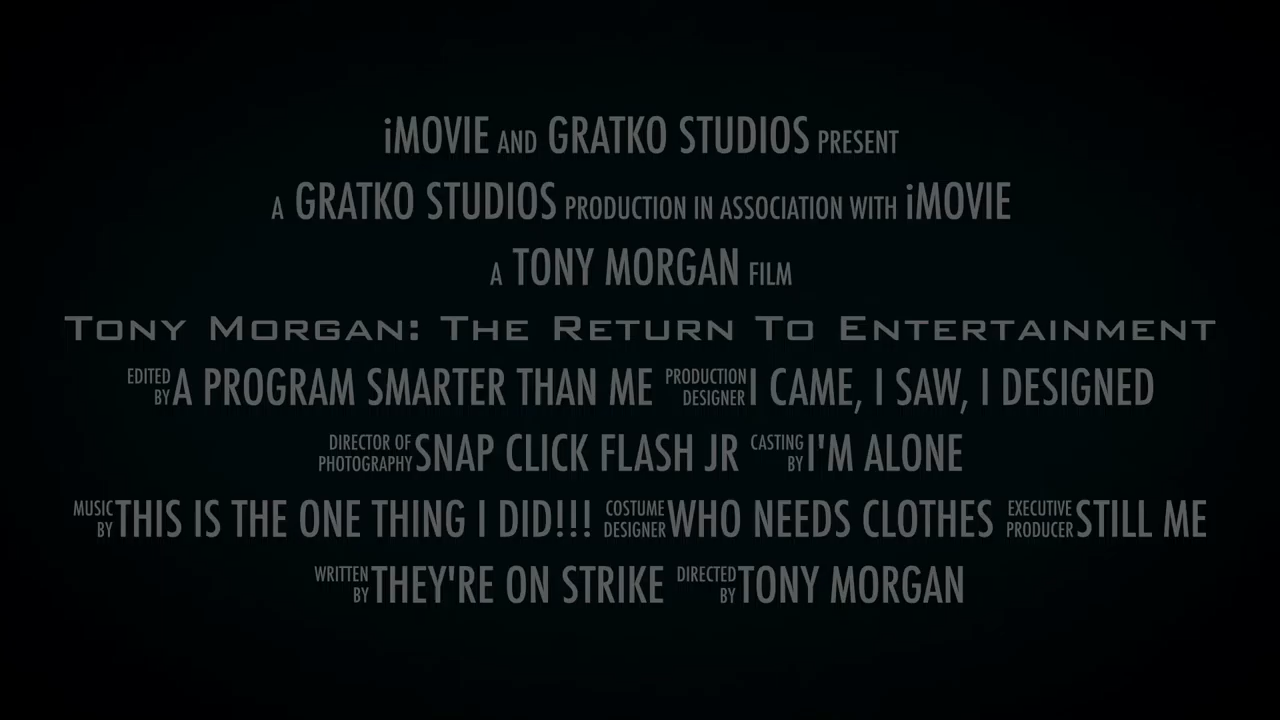 iMOVIE AND GRATKO STUDIOS PRESENT
A GRATKO STUDIOS PRODUCTION IN ASSOCIATION WITH iMOVIE
A TONY MORGAN FILM
TONY MORGAN: THE RETURN TO ENTERTAINMENT
EDITED BY A PROGRAM SMARTER THAN ME PRODUCTION DESIGNER I CAME, I SAW, I DESIGNED
DIRECTOR OF PHOTOGRAPHY SNAP CLICK FLASH JR CASTING BY I'M ALONE
MUSIC BY THIS IS THE ONE THING I DID!!! COSTUME DESIGNER WHO NEEDS CLOTHES EXECUTIVE PRODUCER STILL ME
WRITTEN BY THEY'RE ON STRIKE DIRECTED BY TONY MORGAN